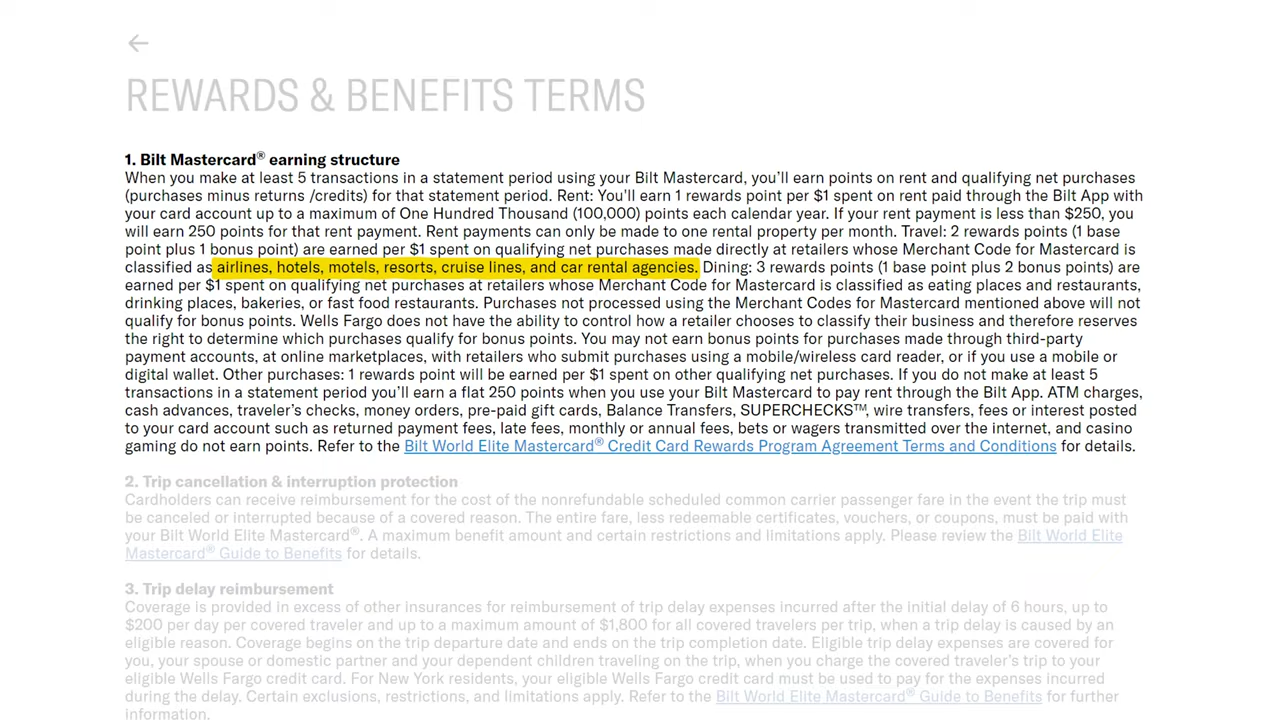 ←
REWARDS & BENEFITS TERMS
1. Bilt Mastercard® earning structure
When you make at least 5 transactions in a statement period using your Bilt Mastercard, you’ll earn points on rent and qualifying net purchases
(purchases minus returns /credits) for that statement period. Rent: You'll earn 1 rewards point per $1 spent on rent paid through the Bilt App with
your card account up to a maximum of One Hundred Thousand (100,000) points each calendar year. If your rent payment is less than $250, you
will earn 250 points for that rent payment. Rent payments can only be made to one rental property per month. Travel: 2 rewards points (1 base
point plus 1 bonus point) are earned per $1 spent on qualifying net purchases made directly at retailers whose Merchant Code for Mastercard is
classified as airlines, hotels, motels, resorts, cruise lines, and car rental agencies. Dining: 3 rewards points (1 base point plus 2 bonus points) are
earned per $1 spent on qualifying net purchases at retailers whose Merchant Code for Mastercard is classified as eating places and restaurants,
drinking places, bakeries, or fast food restaurants. Purchases not processed using the Merchant Codes for Mastercard mentioned above will not
qualify for bonus points. Wells Fargo does not have the ability to control how a retailer chooses to classify their business and therefore reserves
the right to determine which purchases qualify for bonus points. You may not earn bonus points for purchases made through third-party
payment accounts, at online marketplaces, with retailers who submit purchases using a mobile/wireless card reader, or if you use a mobile or
digital wallet. Other purchases: 1 rewards point will be earned per $1 spent on other qualifying net purchases. If you do not make at least 5
transactions in a statement period you’ll earn a flat 250 points when you use your Bilt Mastercard to pay rent through the Bilt App. ATM charges,
cash advances, traveler’s checks, money orders, pre-paid gift cards, Balance Transfers, SUPERCHECKS™, wire transfers, fees or interest posted
to your card account such as returned payment fees, late fees, monthly or annual fees, bets or wagers transmitted over the internet, and casino
gaming do not earn points. Refer to the Bilt World Elite Mastercard® Credit Card Rewards Program Agreement Terms and Conditions for details.
2. Trip cancellation & interruption protection
Cardholders can receive reimbursement for the cost of the nonrefundable scheduled common carrier passenger fare in the event the trip must
be canceled or interrupted because of a covered reason. The entire fare, less redeemable certificates, vouchers, or coupons, must be paid with
your Bilt World Elite Mastercard®. A maximum benefit amount and certain restrictions and limitations apply. Please review the Bilt World Elite
Mastercard® Guide to Benefits for details.
3. Trip delay reimbursement
Coverage is provided in excess of other insurances for reimbursement of trip delay expenses incurred after the initial delay of 6 hours, up to
$200 per day per covered traveler and up to a maximum amount of $1,800 for all covered travelers per trip, when a trip delay is caused by an
eligible reason. Coverage begins on the trip departure date and ends on the trip completion date. Eligible trip delay expenses are covered for
you, your spouse or domestic partner and your dependent children traveling on the trip, when you charge the covered traveler’s trip to your
eligible Wells Fargo credit card. For New York residents, your eligible Wells Fargo credit card must be used to pay for the expenses incurred
during the delay. Certain exclusions, restrictions, and limitations apply. Refer to the Bilt World Elite Mastercard® Guide to Benefits for further
information.